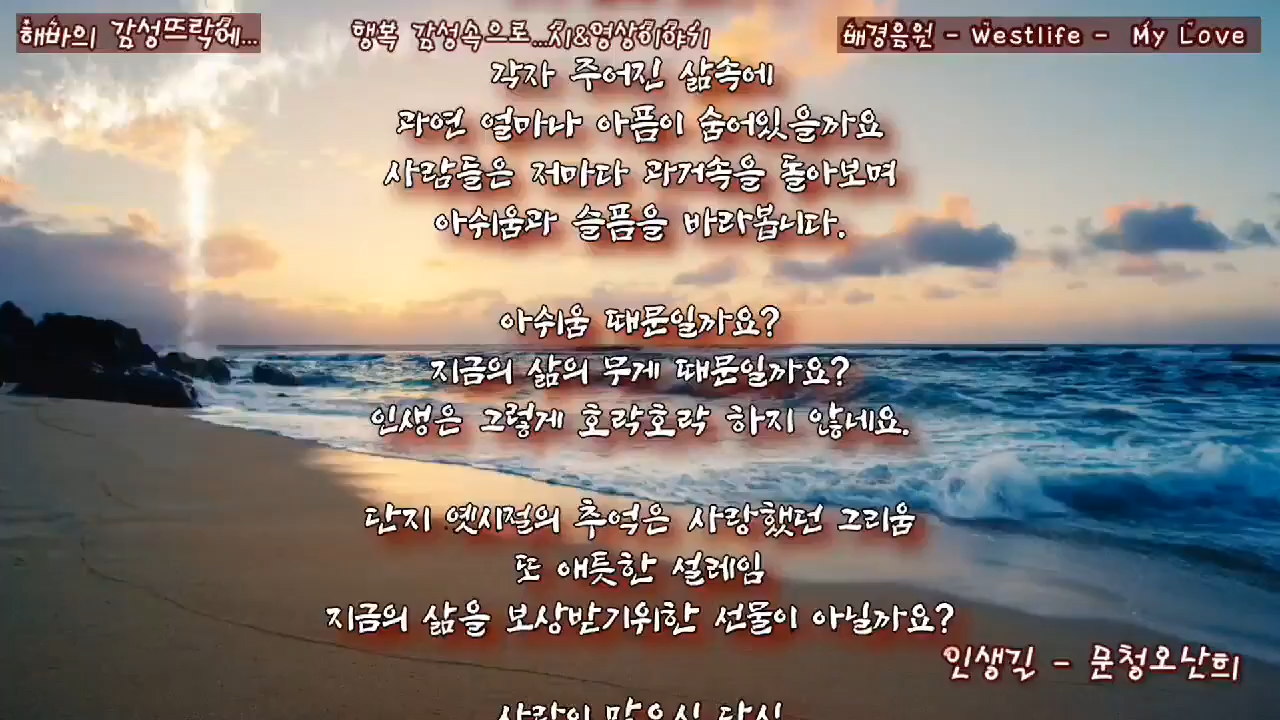 해바의 감성뜨락에...
행복 감성속으로...시&영상이야기
배경음원 - Westlife - My Love
각자 주어진 삶속에
과연 얼마나 아픔이 숨어있을까요
사람들은 저마다 과거속을 돌아보며
아쉬움과 슬픔을 바라봅니다.
아쉬움 때문일까요?
지금의 삶의 무게 때문일까요?
인생은 그렇게 호락호락 하지 않네요.
단지 옛시절의 추억은 사랑했던 그리움
또 애틋한 설레임
지금의 삶을 보상받기위한 선물이 아닐까요?
인생길 - 문청오난희